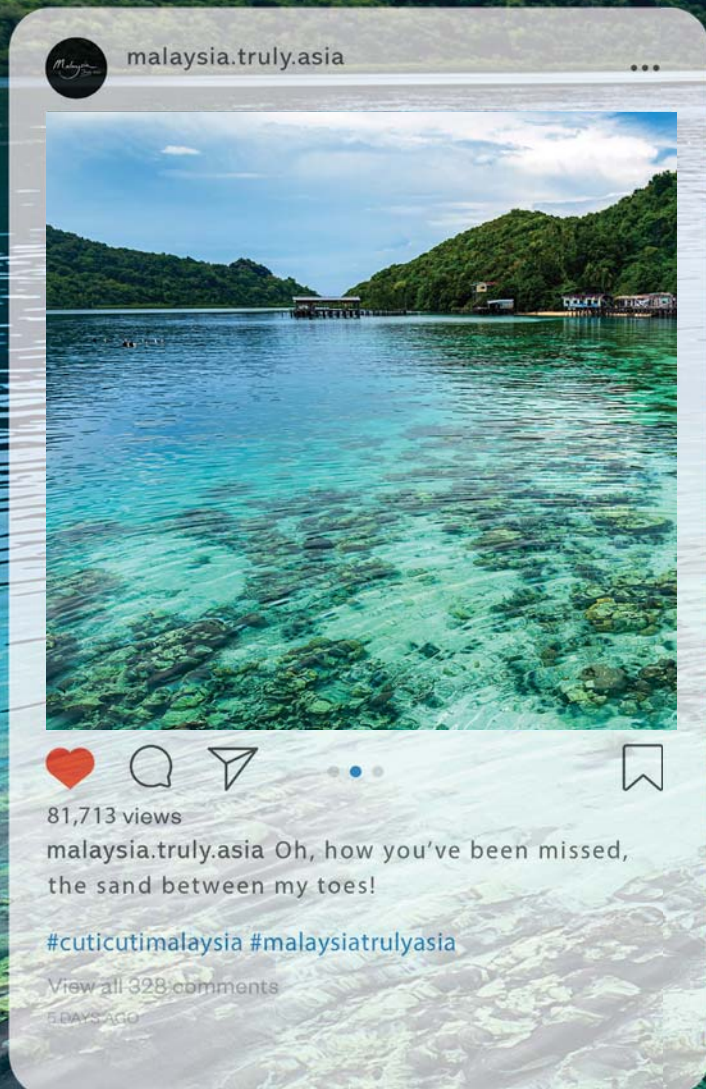 Malaysia
malaysia.truly.asia
81,713 views
malaysia.truly.asia Oh, how you've been missed,
the sand between my toes!
#cuticutimalaysia #malaysiatrulyasia
View all 328 comments
5 DAYS AGO